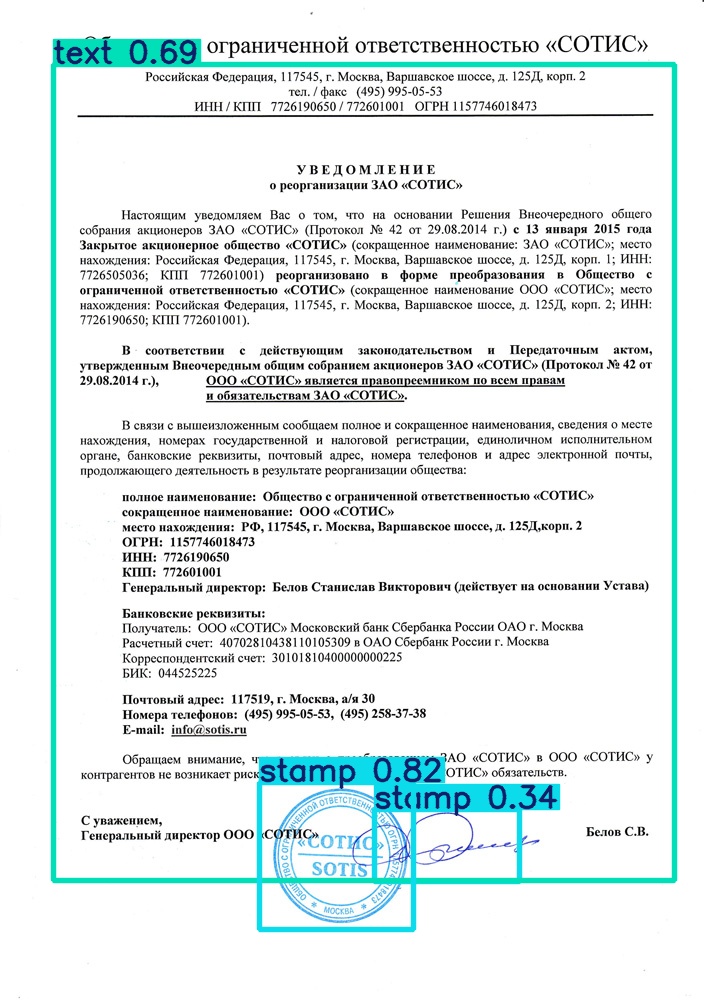 ограниченной ответственностью «СОТИС»
text 0.69
Российская Федерация, 117545, г. Москва, Варшавское шоссе, д. 125Д, корп. 2
тел. / факс (495) 995-05-53
ИНН / КПП 7726190650 / 772601001 ОГРН 1157746018473
УВЕДОМЛЕНИЕ
о реорганизации ЗАО «СОТИС»
Настоящим уведомляем Вас о том, что на основании Решения Внеочередного общего
собрания акционеров ЗАО «СОТИС» (Протокол № 42 от 29.08.2014 г.) с 13 января 2015 года
Закрытое акционерное общество «СОТИС» (сокращенное наименование: ЗАО «СОТИС»; место
нахождения: Российская Федерация, 117545, г. Москва, Варшавское шоссе, д. 125Д, корп. 1; ИНН:
7726505036; КПП 772601001) реорганизовано в форме преобразования в Общество с
ограниченной ответственностью «СОТИС» (сокращенное наименование ООО «СОТИС»; место
нахождения: Российская Федерация, 117545, г. Москва, Варшавское шоссе, д. 125Д, корп. 2; ИНН:
7726190650; КПП 772601001).
В соответствии с действующим законодательством и Передаточным актом,
утвержденным Внеочередным общим собранием акционеров ЗАО «СОТИС» (Протокол № 42 от
29.08.2014 г.), ООО «СОТИС» является правопреемником по всем правам
и обязательствам ЗАО «СОТИС».
В связи с вышеизложенным сообщаем полное и сокращенное наименования, сведения о месте
нахождения, номерах государственной и налоговой регистрации, единоличном исполнительном
органе, банковские реквизиты, почтовый адрес, номера телефонов и адрес электронной почты,
продолжающего деятельность в результате реорганизации общества:
полное наименование: Общество с ограниченной ответственностью «СОТИС»
сокращенное наименование: ООО «СОТИС»
место нахождения: РФ, 117545, г. Москва, Варшавское шоссе, д. 125Д,корп. 2
ОГРН: 1157746018473
ИНН: 7726190650
КПП: 772601001
Генеральный директор: Белов Станислав Викторович (действует на основании Устава)
Банковские реквизиты:
Получатель: ООО «СОТИС» Московский банк Сбербанка России ОАО г. Москва
Расчетный счет: 40702810438110105309 в ОАО Сбербанк России г. Москва
Корреспондентский счет: 30101810400000000225
БИК: 044525225
Почтовый адрес: 117519, г. Москва, а/я 30
Номера телефонов: (495) 995-05-53, (495) 258-37-38
E-mail: info@sotis.ru
Обращаем внимание, ЗАО «СОТИС» в ООО «СОТИС» у
контрагентов не возникает обязательств.
stamp 0.82
stamp 0.34
С уважением,
Генеральный директор ООО «СОТИС»
Белов С.В.
ОБЩЕСТВО С ОГРАНИЧЕННОЙ ОТВЕТСТВЕННОСТЬЮ
«СОТИС»
SOTIS
* МОСКВА *